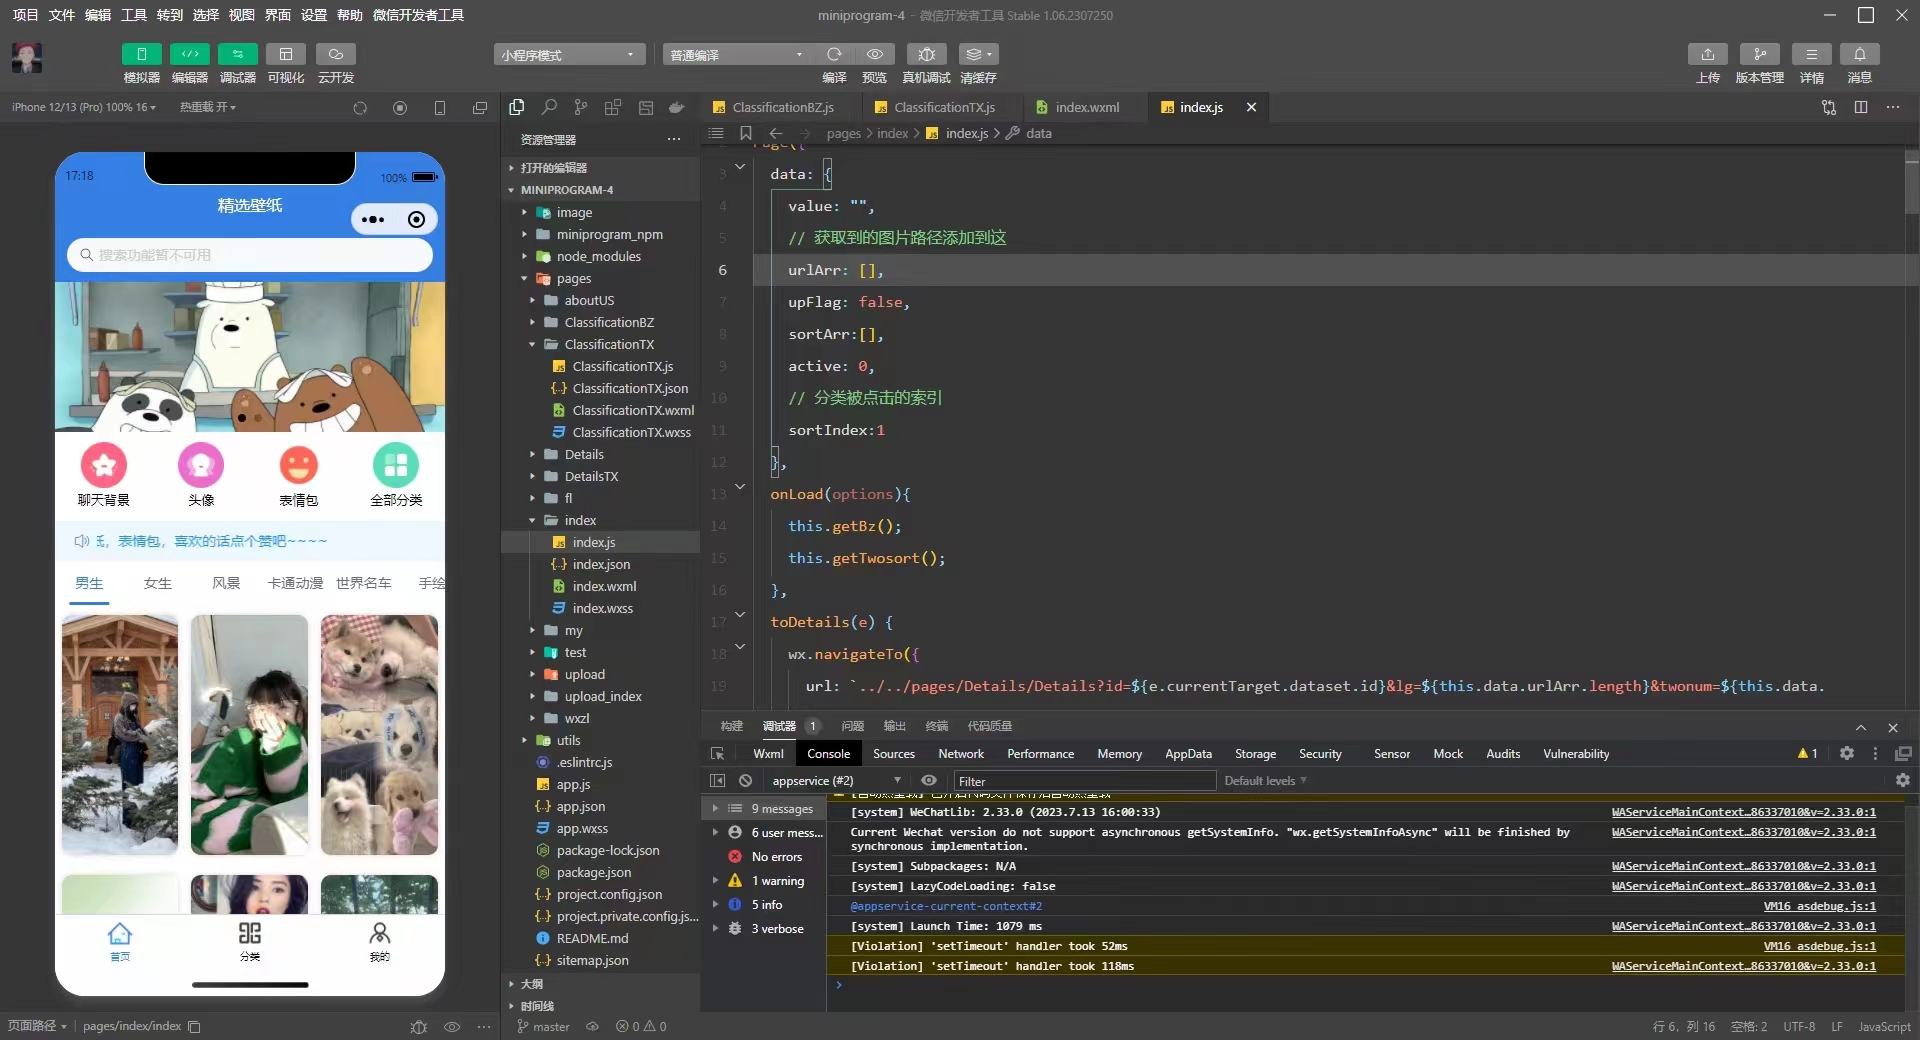 项目 文件 编辑 工具 转到 选择 视图 界面 设置 帮助 微信开发者工具
miniprogram-4 - 微信开发者工具 Stable 1.06.2307250
小程序模式 普通编译
模拟器 编辑器 调试器 可视化 云开发 编译 预览 真机调试 清缓存 上传 版本管理 详情 消息
iPhone 12/13 (Pro) 100% 16 热重载 开
17:18 100%
精选壁纸
搜索功能暂不可用
聊天背景 头像 表情包 全部分类
表情包，喜欢的话点个赞吧~~~~
男生 女生 风景 卡通动漫 世界名车 手绘
首页 分类 我的
页面路径 pages/index/index
资源管理器 ...
打开的编辑器
MINIPROGRAM-4
image
miniprogram_npm
node_modules
pages
aboutUS
ClassificationBZ
ClassificationTX
ClassificationTX.js
ClassificationTX.json
ClassificationTX.wxml
ClassificationTX.wxss
Details
DetailsTX
fl
index
index.js
index.json
index.wxml
index.wxss
my
test
upload
upload_index
wxzl
utils
.eslintrc.js
app.js
app.json
app.wxss
package-lock.json
package.json
project.config.json
project.private.config.js...
README.md
sitemap.json
大纲
时间线
master 0 0
ClassificationBZ.js ClassificationTX.js index.wxml index.js
pages > index > index.js > data
3 data: {
4 value: "",
5 // 获取到的图片路径添加到这
6 urlArr: [],
7 upFlag: false,
8 sortArr:[],
9 active: 0,
10 // 分类被点击的索引
11 sortIndex:1
12 },
13 onLoad(options){
14 this.getBz();
15 this.getTwosort();
16 },
17 toDetails(e) {
18 wx.navigateTo({
19 url: `../../pages/Details/Details?id=${e.currentTarget.dataset.id}&lg=${this.data.urlArr.length}&twonum=${this.data.
构建 调试器 1 问题 输出 终端 代码质量
Wxml Console Sources Network Performance Memory AppData Storage Security Sensor Mock Audits Vulnerability 1
appservice (#2) Filter Default levels
9 messages
6 user mess...
No errors
1 warning
5 info
3 verbose
[system] WeChatLib: 2.33.0 (2023.7.13 16:00:33) WAServiceMainContext…86337010&v=2.33.0:1
Current Wechat version do not support asynchronous getSystemInfo. "wx.getSystemInfoAsync" will be finished by WAServiceMainContext…86337010&v=2.33.0:1
synchronous implementation.
[system] Subpackages: N/A WAServiceMainContext…86337010&v=2.33.0:1
[system] LazyCodeLoading: false WAServiceMainContext…86337010&v=2.33.0:1
@appservice-current-context#2 VM16 asdebug.js:1
[system] Launch Time: 1079 ms WAServiceMainContext…86337010&v=2.33.0:1
[Violation] 'setTimeout' handler took 52ms VM16 asdebug.js:1
[Violation] 'setTimeout' handler took 118ms WAServiceMainContext…86337010&v=2.33.0:1
行 6，列 16 空格: 2 UTF-8 LF JavaScript